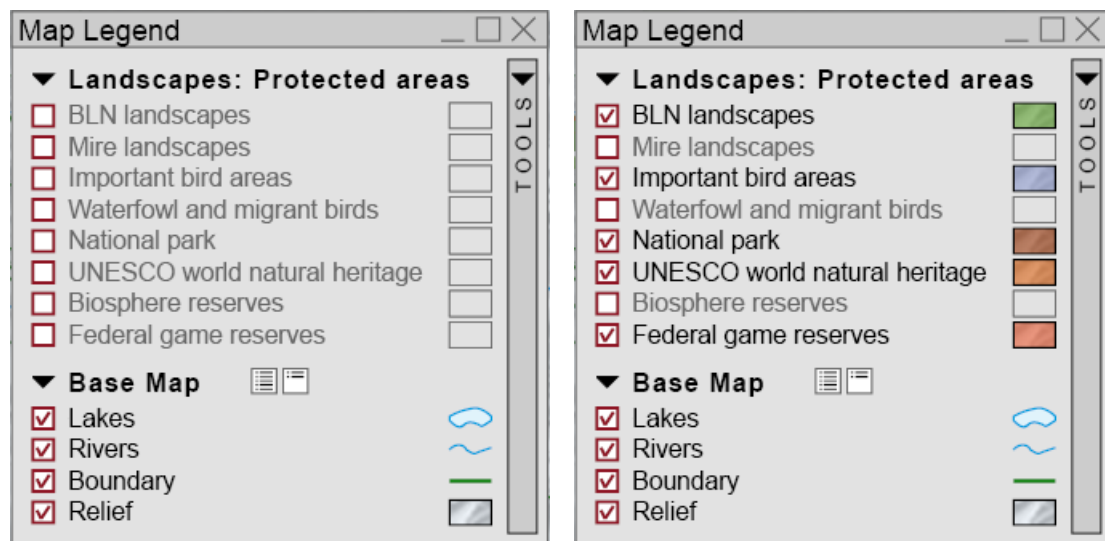 Map Legend
Landscapes: Protected areas
BLN landscapes
Mire landscapes
Important bird areas
Waterfowl and migrant birds
National park
UNESCO world natural heritage
Biosphere reserves
Federal game reserves
Base Map
Lakes
Rivers
Boundary
Relief
TOOLS
Map Legend
Landscapes: Protected areas
BLN landscapes
Mire landscapes
Important bird areas
Waterfowl and migrant birds
National park
UNESCO world natural heritage
Biosphere reserves
Federal game reserves
Base Map
Lakes
Rivers
Boundary
Relief
TOOLS